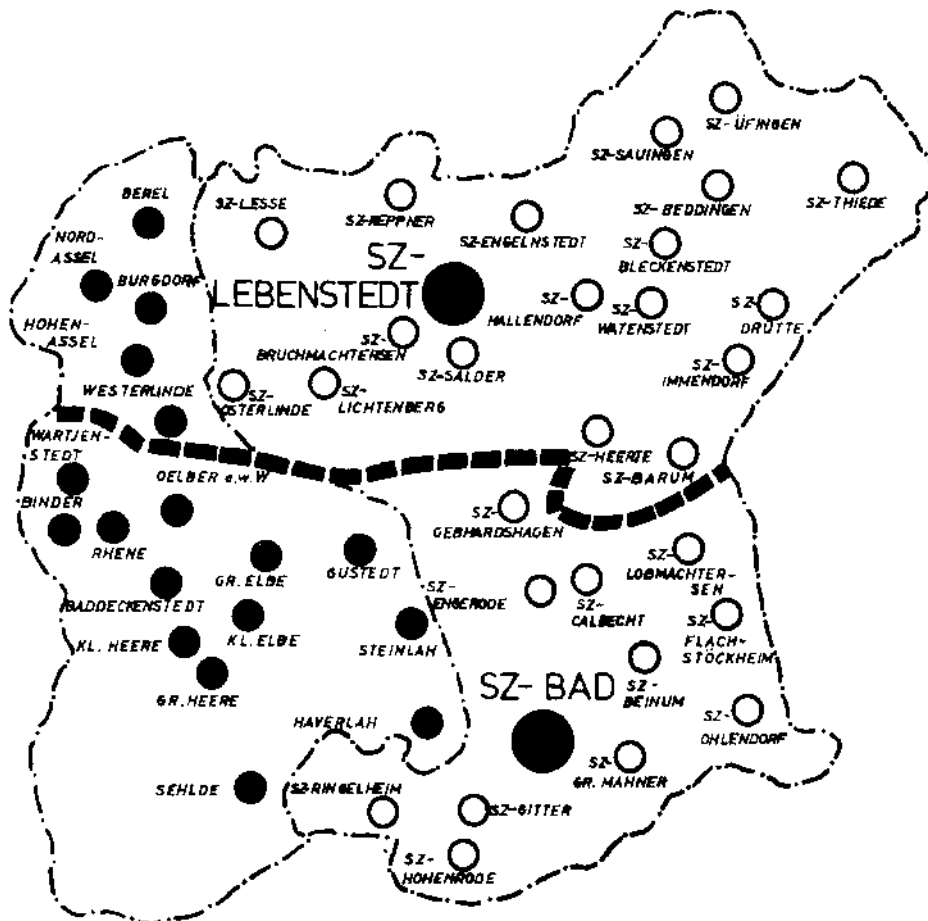 SZ-ÜFINGEN
SZ-SAUINGEN
BEREL
SZ-LESSE
SZ-REPPNER
SZ-BEDDINGEN
SZ-THIEDE
NORD-
ASSEL
SZ-ENGELNSTEDT
SZ-
BLECKENSTEDT
BURGDORF
SZ-
LEBENSTEDT
SZ-
HALLENDORF
SZ-
WATENSTEDT
SZ-
DRÜTTE
HOHEN-
ASSEL
SZ-
BRUCHMACHTERSEN
SZ-SALDER
SZ-
IMMENDORF
WESTERLINDE
SZ-
OSTERLINDE
SZ-
LICHTENBERG
WARTJEN-
STEDT
OELBER a.w.W
SZ-HEERTE
SZ-BARUM
BINDER
RHENE
SZ-
GEBHARDSHAGEN
SZ-
LOBMACHTER-
SEN
BADDECKENSTEDT
GR. ELBE
GUSTEDT
SZ-
ENGERODE
SZ-
CALBECHT
SZ-
FLACH-
STÖCKHEIM
KL. HEERE
KL. ELBE
STEINLAH
GR. HEERE
SZ-BAD
SZ-
BEINUM
HAVERLAH
SZ-
OHLENDORF
SEHLDE
SZ-RINGELHEIM
SZ-
GR. MAHNER
SZ-GITTER
SZ-
HOHENRODE